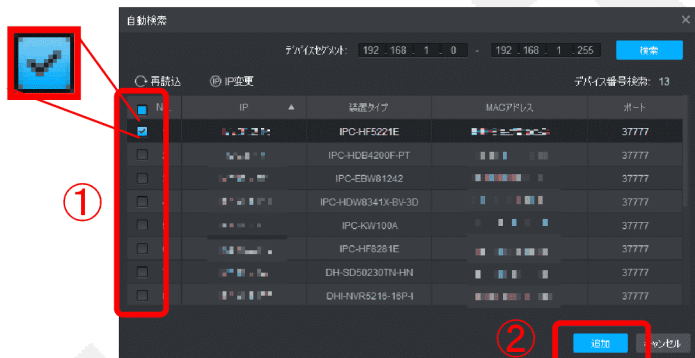 自動検索
デバイスセグメント: 192 .168 . 1 . 0 - 192 .168 . 1 . 255 検索
再読込 IP変更 デバイス番号検索: 13
IP ▲ 装置タイプ MACアドレス ポート
IPC-HF5221E 37777
IPC-HDB4200F-PT 37777
IPC-EBW81242 37777
IPC-HDW8341X-BV-3D 37777
IPC-KW100A 37777
IPC-HF8281E 37777
DH-SD50230TN-HN 37777
DHI-NVR5216-16P-I 37777
①
②
追加 キャンセル